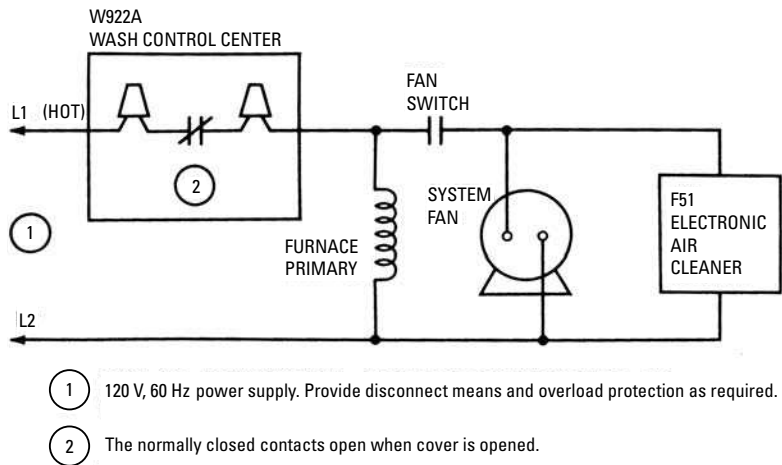 W922A
WASH CONTROL CENTER
L1 (HOT)
2
1
FAN
SWITCH
SYSTEM
FAN
FURNACE
PRIMARY
F51
ELECTRONIC
AIR
CLEANER
L2
1 120 V, 60 Hz power supply. Provide disconnect means and overload protection as required.
2 The normally closed contacts open when cover is opened.